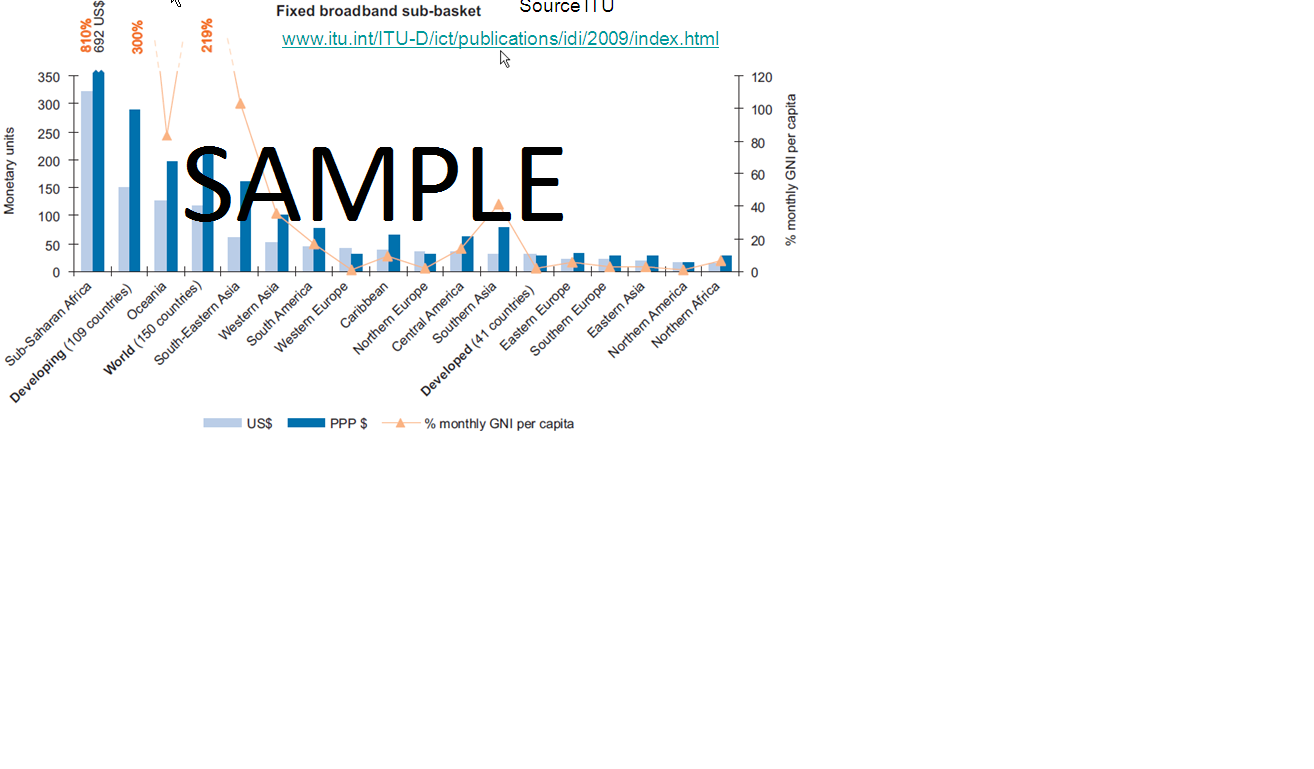 Source ITU
Fixed broadband sub-basket
www.itu.int/ITU-D/ict/publications/idi/2009/index.html
810%
692 US$
300%
219%
Monetary units
350
300
250
200
150
100
50
0
SAMPLE
120
100
80
60
40
20
0
% monthly GNI per capita
Sub-Saharan Africa
Developing (109 countries)
Oceania
World (150 countries)
South-Eastern Asia
Western Asia
South America
Western Europe
Caribbean
Northern Europe
Central America
Southern Asia
Developed (41 countries)
Eastern Europe
Southern Europe
Eastern Asia
Northern America
Northern Africa
US$ PPP $ % monthly GNI per capita